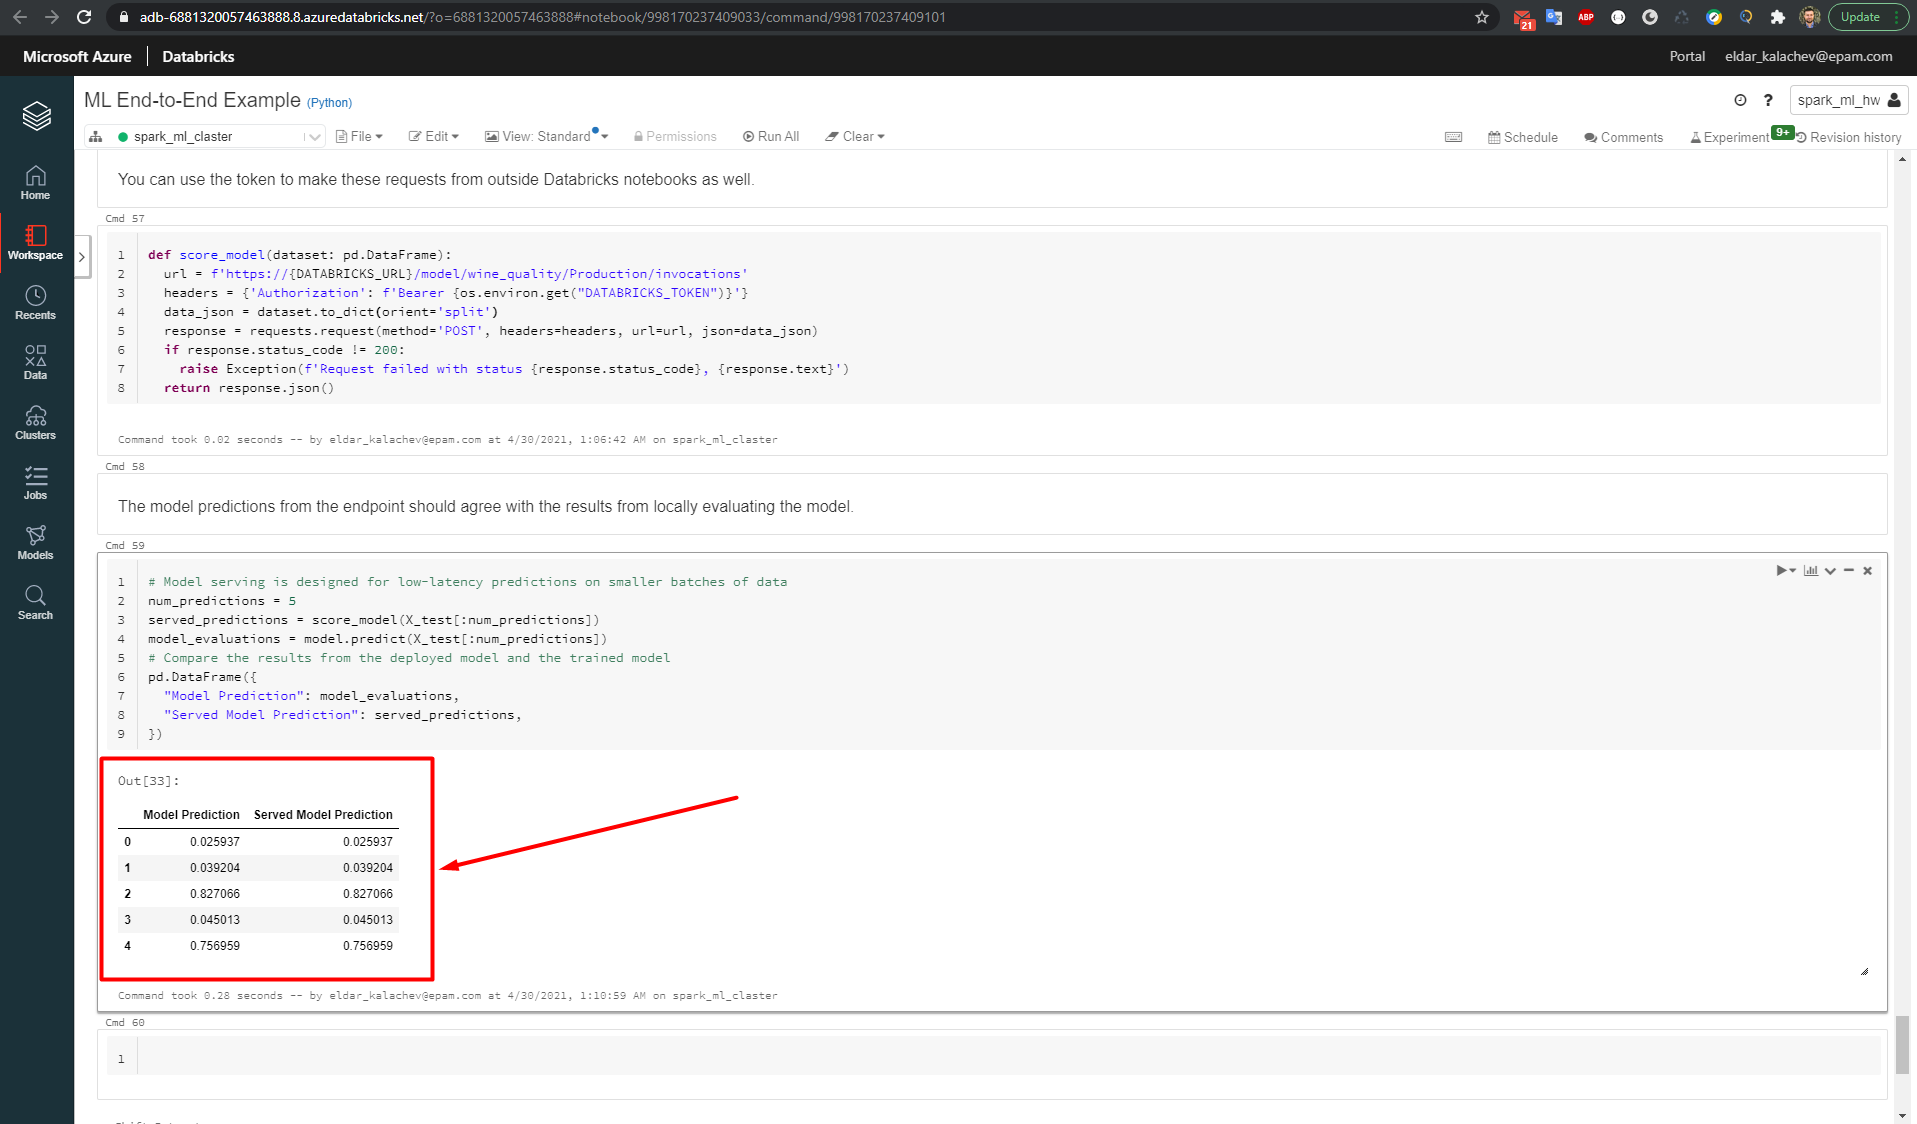 adb-6881320057463888.8.azuredatabricks.net/?o=6881320057463888#notebook/998170237409033/command/998170237409101
21
ABP
Update
Microsoft Azure
Databricks
Portal
eldar_kalachev@epam.com
ML End-to-End Example (Python)
spark_ml_hw
spark_ml_claster
File
Edit
View: Standard
Permissions
Run All
Clear
Schedule
Comments
Experiment
9+
Revision history
Home
Workspace
Recents
Data
Clusters
Jobs
Models
Search
You can use the token to make these requests from outside Databricks notebooks as well.
Cmd 57
1 def score_model(dataset: pd.DataFrame):
2   url = f'https://{DATABRICKS_URL}/model/wine_quality/Production/invocations'
3   headers = {'Authorization': f'Bearer {os.environ.get("DATABRICKS_TOKEN")}'}
4   data_json = dataset.to_dict(orient='split')
5   response = requests.request(method='POST', headers=headers, url=url, json=data_json)
6   if response.status_code != 200:
7     raise Exception(f'Request failed with status {response.status_code}, {response.text}')
8   return response.json()
Command took 0.02 seconds -- by eldar_kalachev@epam.com at 4/30/2021, 1:06:42 AM on spark_ml_claster
Cmd 58
The model predictions from the endpoint should agree with the results from locally evaluating the model.
Cmd 59
1 # Model serving is designed for low-latency predictions on smaller batches of data
2 num_predictions = 5
3 served_predictions = score_model(X_test[:num_predictions])
4 model_evaluations = model.predict(X_test[:num_predictions])
5 # Compare the results from the deployed model and the trained model
6 pd.DataFrame({
7   "Model Prediction": model_evaluations,
8   "Served Model Prediction": served_predictions,
9 })
Out[33]:
Model Prediction Served Model Prediction
0 0.025937 0.025937
1 0.039204 0.039204
2 0.827066 0.827066
3 0.045013 0.045013
4 0.756959 0.756959
Command took 0.28 seconds -- by eldar_kalachev@epam.com at 4/30/2021, 1:10:59 AM on spark_ml_claster
Cmd 60
1